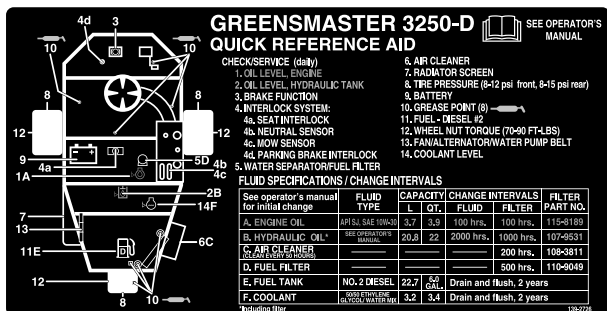 GREENSMASTER 3250-D
QUICK REFERENCE AID
SEE OPERATOR'S
MANUAL
CHECK/SERVICE (daily)
1. OIL LEVEL, ENGINE
2. OIL LEVEL, HYDRAULIC TANK
3. BRAKE FUNCTION
4. INTERLOCK SYSTEM:
4a. SEAT INTERLOCK
4b. NEUTRAL SENSOR
4c. MOW SENSOR
4d. PARKING BRAKE INTERLOCK
5. WATER SEPARATOR/FUEL FILTER
6. AIR CLEANER
7. RADIATOR SCREEN
8. TIRE PRESSURE (8-12 psi front, 8-15 psi rear)
9. BATTERY
10. GREASE POINT (8)
11. FUEL - DIESEL #2
12. WHEEL NUT TORQUE (70-90 FT-LBS)
13. FAN/ALTERNATOR/WATER PUMP BELT
14. COOLANT LEVEL
FLUID SPECIFICATIONS / CHANGE INTERVALS
See operator's manual for initial change FLUID TYPE CAPACITY L QT. CHANGE INTERVALS FLUID FILTER FILTER PART NO.
A. ENGINE OIL API SJ, SAE 10W-30 3.7 3.9 100 hrs. 100 hrs. 115-8189
B. HYDRAULIC OIL* SEE OPERATOR'S MANUAL 20.8 22 2000 hrs. 1000 hrs. 107-9531
C. AIR CLEANER (CLEAN EVERY 50 HOURS) 200 hrs. 108-3811
D. FUEL FILTER 500 hrs. 110-9049
E. FUEL TANK NO. 2 DIESEL 22.7 6.0 GAL. Drain and flush, 2 years
F. COOLANT 50/50 ETHYLENE GLYCOL/ WATER MIX 3.2 3.4 Drain and flush, 2 years
*Including filter
139-2726
4d
3
10
10
8
8
12
12
9
4a
1A
5D
4b
4c
2B
14F
7
13
11E
6C
12
8
10